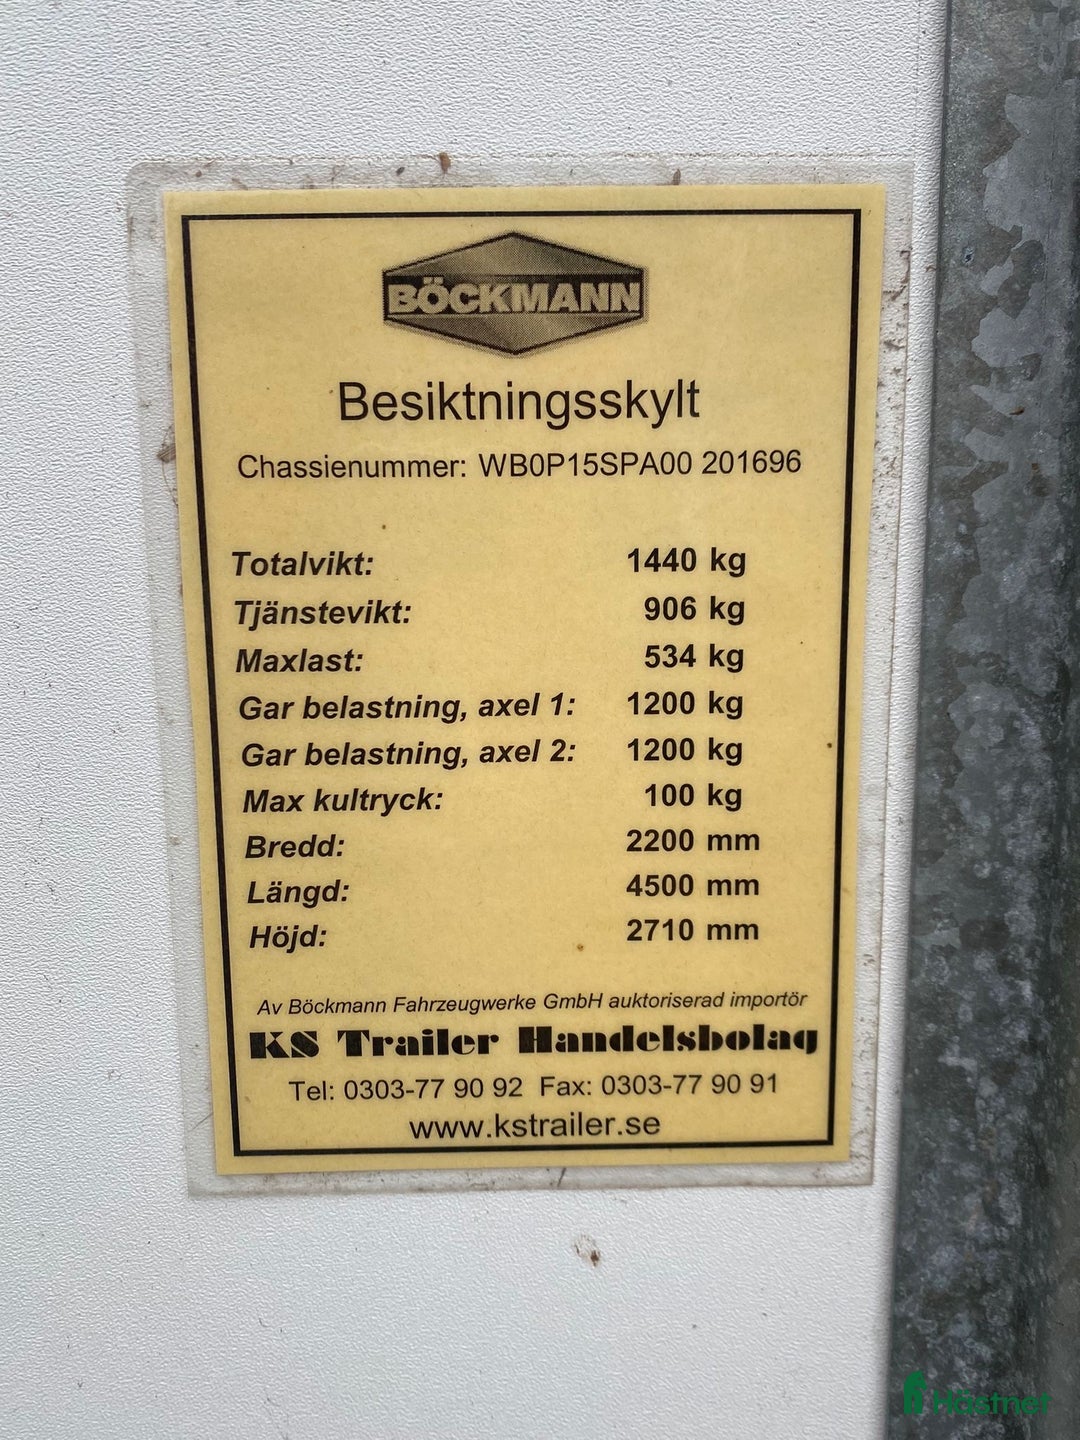 BÖCKMANN
Besiktningsskylt
Chassienummer: WB0P15SPA00 201696
Totalvikt: 1440 kg
Tjänstevikt: 906 kg
Maxlast: 534 kg
Gar belastning, axel 1: 1200 kg
Gar belastning, axel 2: 1200 kg
Max kultryck: 100 kg
Bredd: 2200 mm
Längd: 4500 mm
Höjd: 2710 mm
Av Böckmann Fahrzeugwerke GmbH auktoriserad importör
KS Trailer Handelsbolag
Tel: 0303-77 90 92 Fax: 0303-77 90 91
www.kstrailer.se
Hästnet